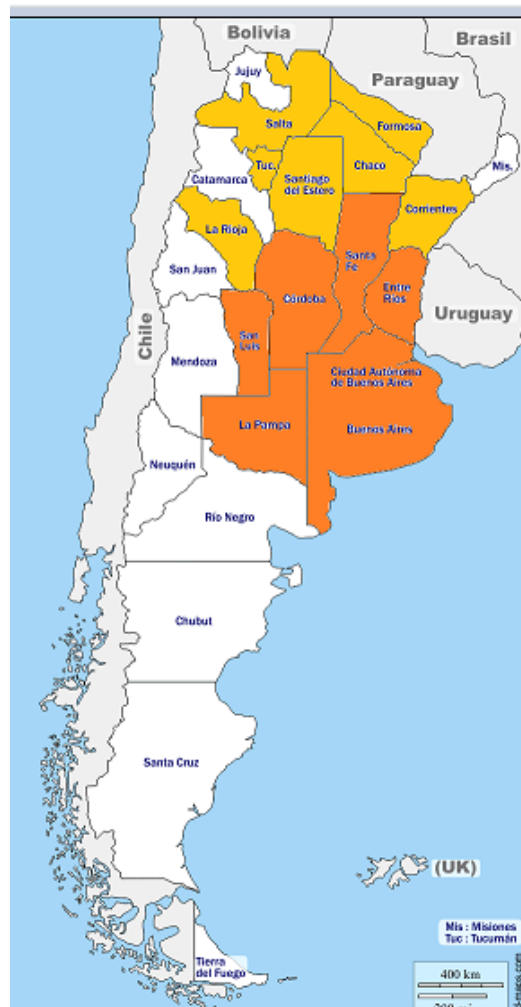 Bolivia
Brasil
Jujuy
Paraguay
Salta
Formosa
Tuc.
Chaco
Mis.
Catamarca
Santiago
del Estero
Corrientes
La Rioja
San Juan
Santa
Fe
Entre
Ríos
Córdoba
Uruguay
Chile
San
Luis
Mendoza
Ciudad Autónoma
de Buenos Aires
La Pampa
Buenos Aires
Neuquén
Río Negro
Chubut
Santa Cruz
(UK)
Mis : Misiones
Tuc : Tucumán
Tierra
del Fuego
400 km